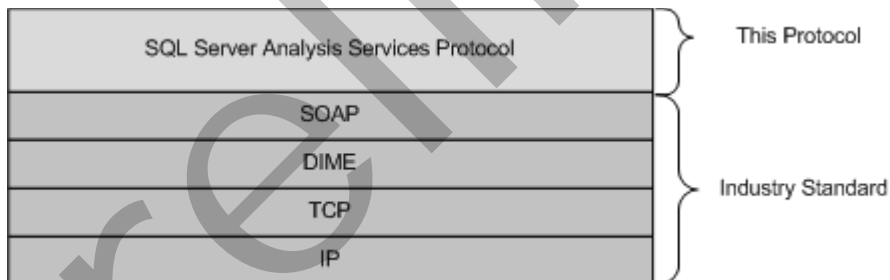 SQL Server Analysis Services Protocol
This Protocol
SOAP
DIME
TCP
Industry Standard
IP